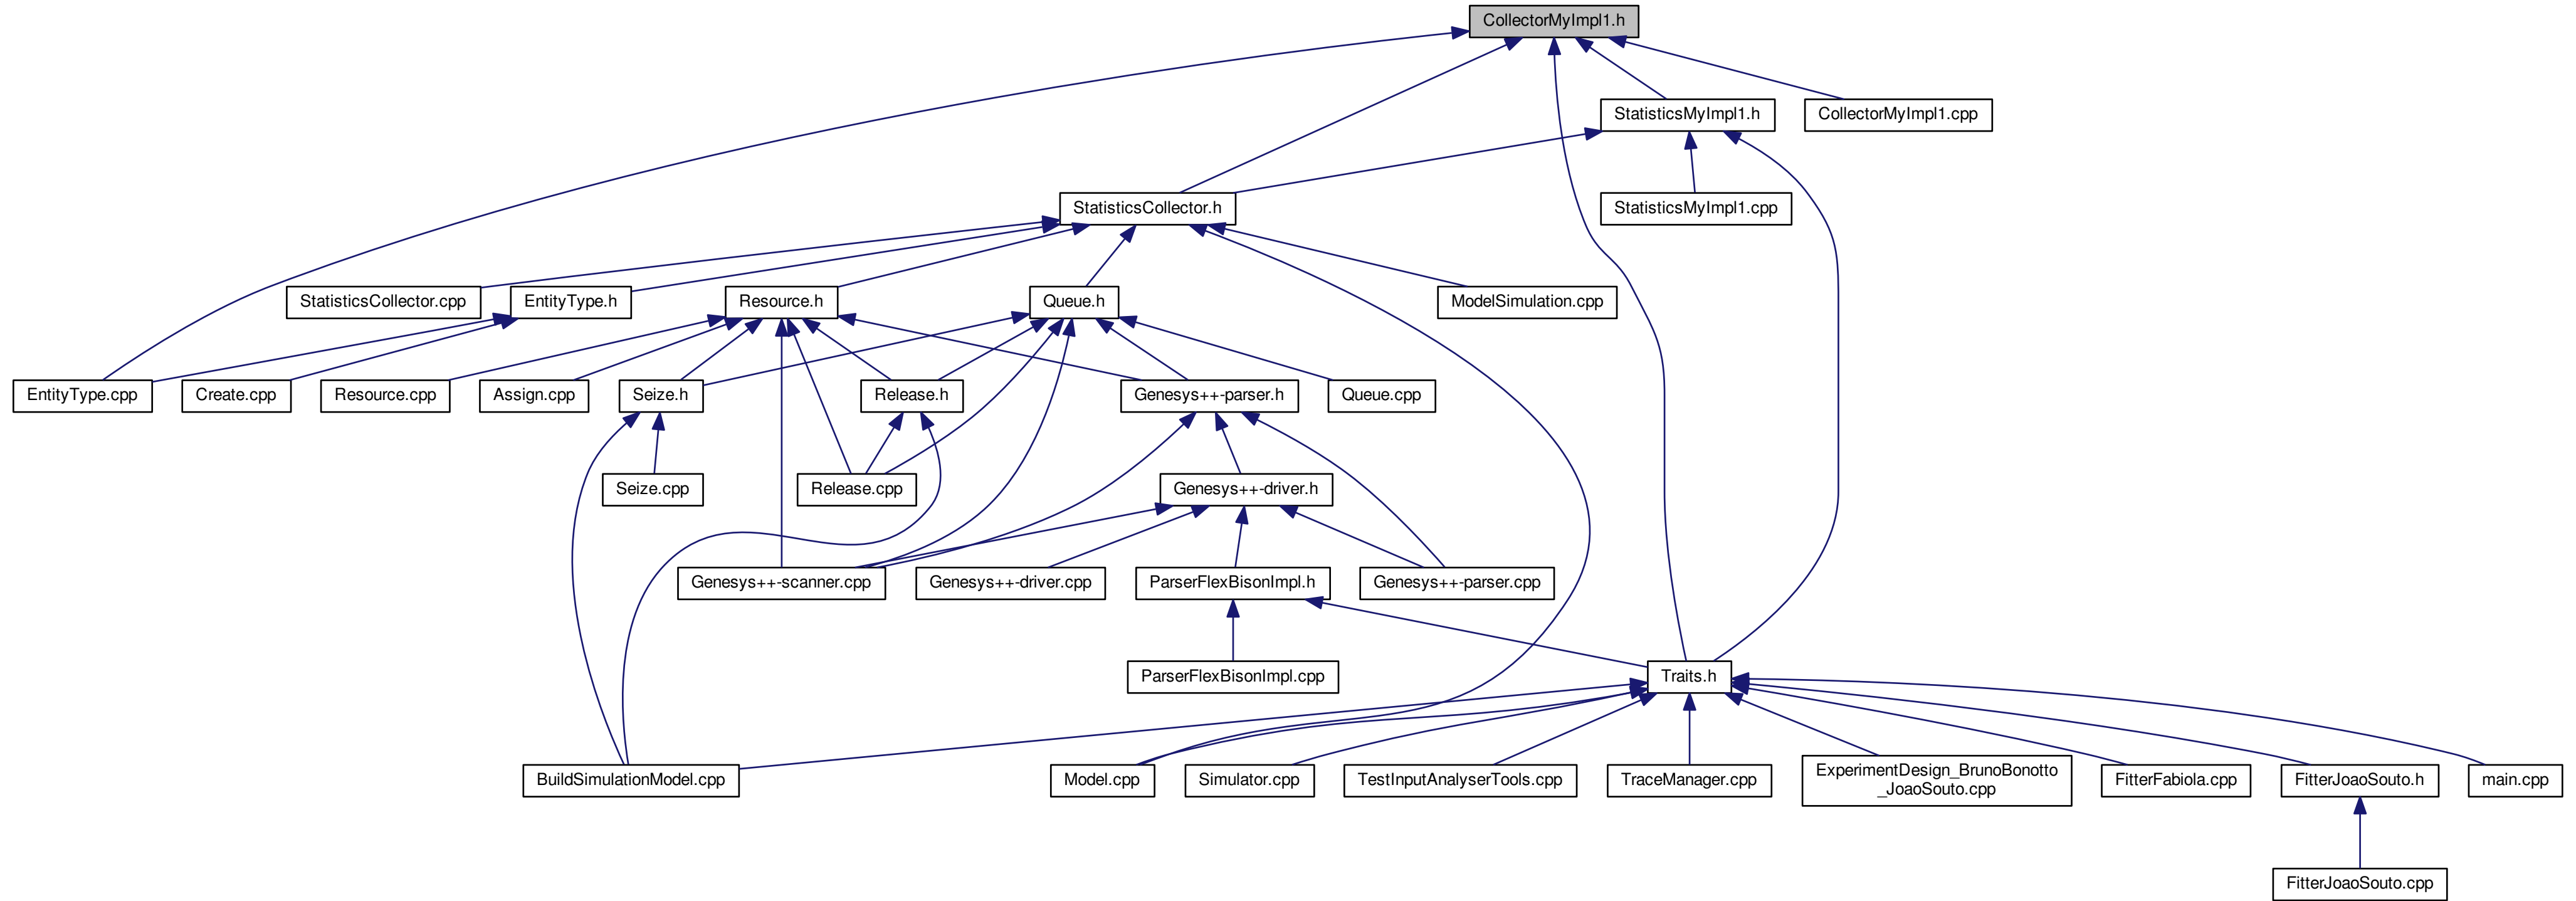 CollectorMyImpl1.h
StatisticsMyImpl1.h
CollectorMyImpl1.cpp
StatisticsCollector.h
StatisticsMyImpl1.cpp
StatisticsCollector.cpp
EntityType.h
Resource.h
Queue.h
ModelSimulation.cpp
EntityType.cpp
Create.cpp
Resource.cpp
Assign.cpp
Seize.h
Release.h
Genesys++-parser.h
Queue.cpp
Seize.cpp
Release.cpp
Genesys++-driver.h
Genesys++-scanner.cpp
Genesys++-driver.cpp
ParserFlexBisonImpl.h
Genesys++-parser.cpp
ParserFlexBisonImpl.cpp
Traits.h
BuildSimulationModel.cpp
Model.cpp
Simulator.cpp
TestInputAnalyserTools.cpp
TraceManager.cpp
ExperimentDesign_BrunoBonotto
_JoaoSouto.cpp
FitterFabiola.cpp
FitterJoaoSouto.h
main.cpp
FitterJoaoSouto.cpp